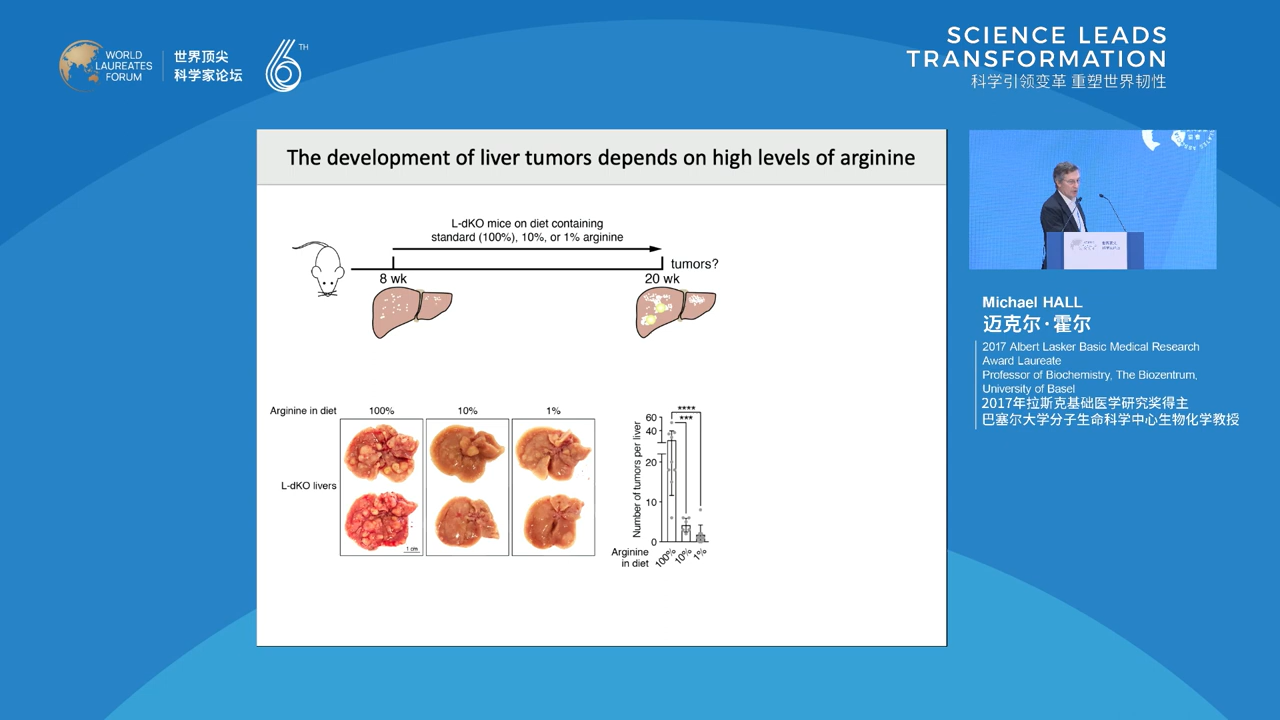 WORLD
LAUREATES
FORUM
世界顶尖
科学家论坛
6TH
SCIENCE LEADS
TRANSFORMATION
科学引领变革 重塑世界韧性
The development of liver tumors depends on high levels of arginine
L-dKO mice on diet containing
standard (100%), 10%, or 1% arginine
tumors?
8 wk
20 wk
Arginine in diet 100% 10% 1%
L-dKO livers
1 cm
Number of tumors per liver
60
40
20
10
0
****
***
Arginine
in diet
100% 10% 1%
Michael HALL
迈克尔·霍尔
2017 Albert Lasker Basic Medical Research
Award Laureate
Professor of Biochemistry, The Biozentrum,
University of Basel
2017年拉斯克基础医学研究奖得主
巴塞尔大学分子生命科学中心生物化学教授